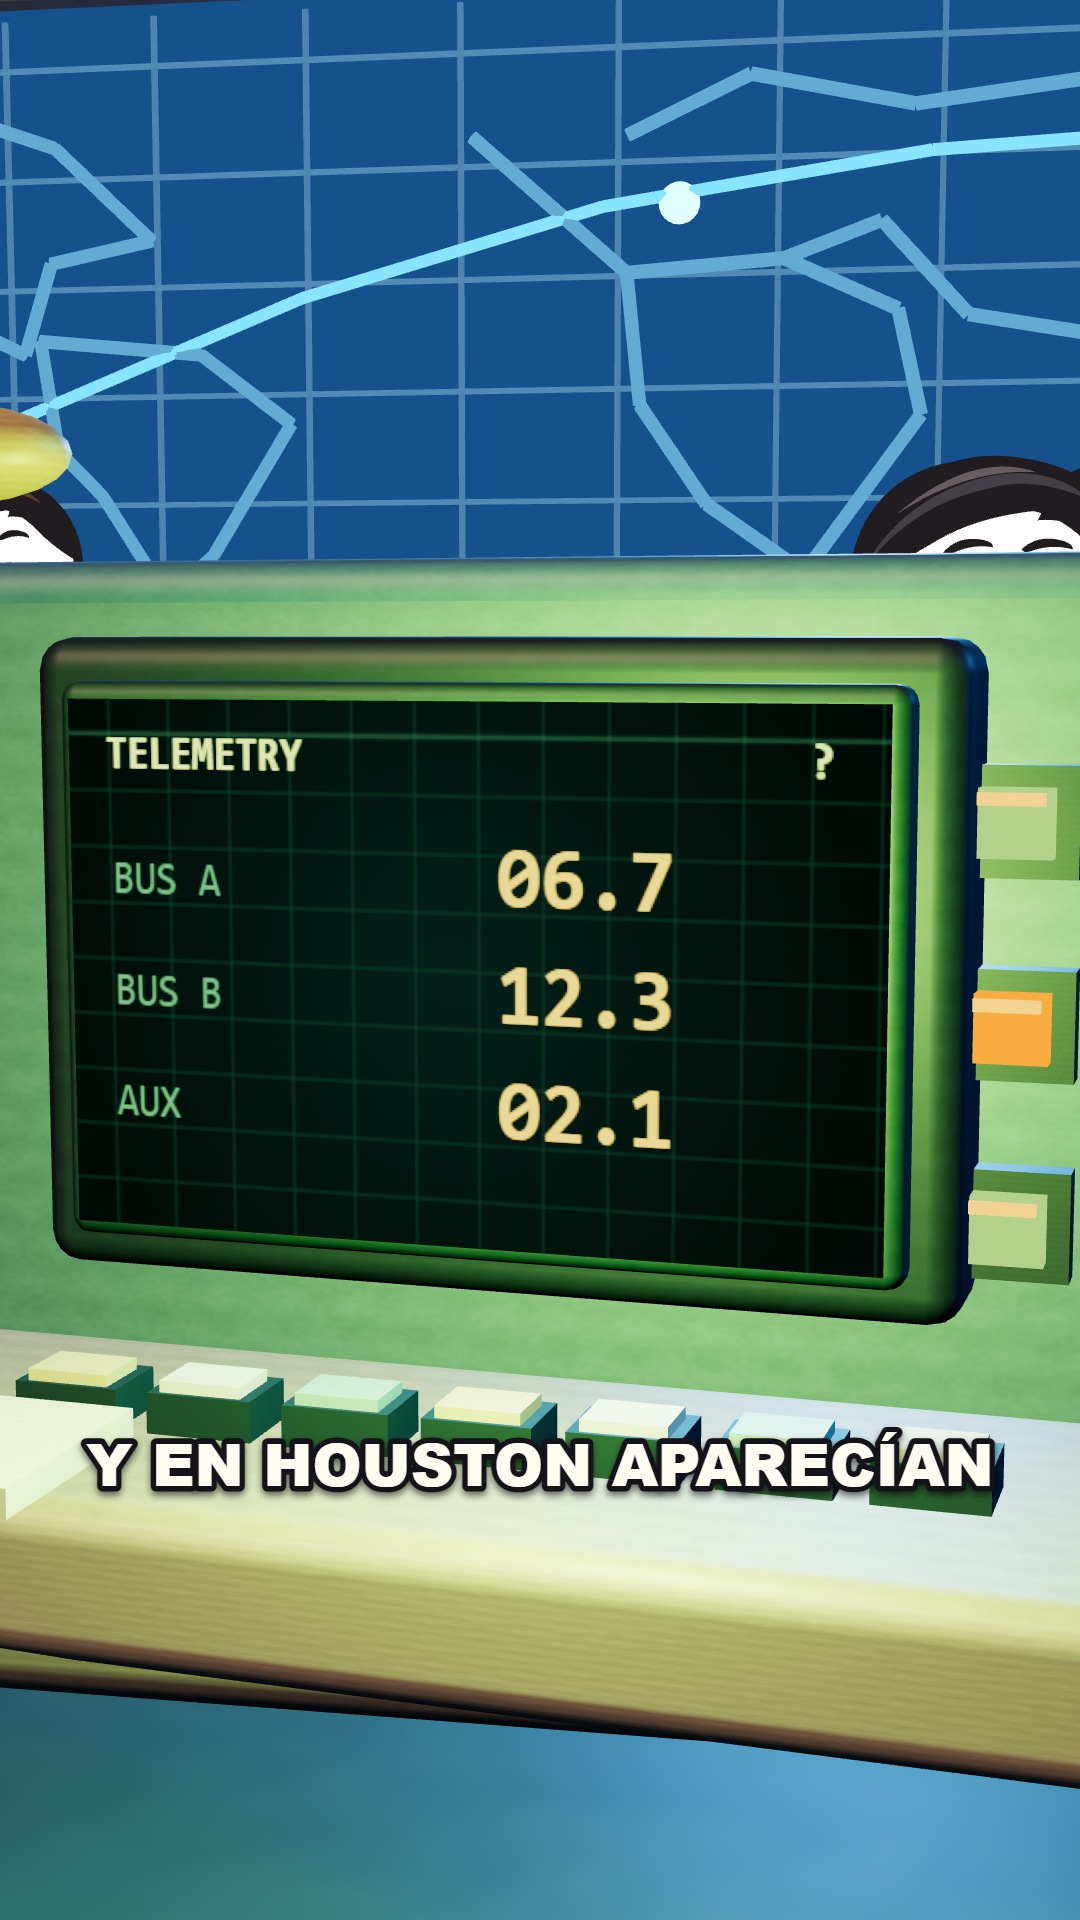 TELEMETRY ?
BUS A 06.7
BUS B 12.3
AUX 02.1
Y EN HOUSTON APARECÍAN